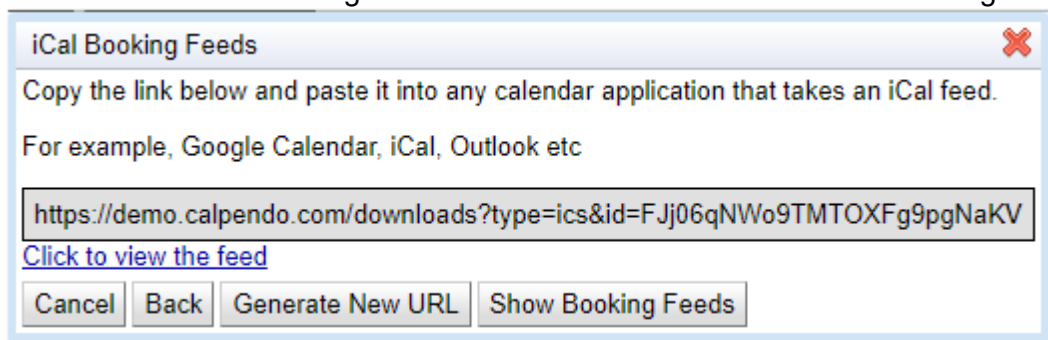 iCal Booking Feeds
Copy the link below and paste it into any calendar application that takes an iCal feed.
For example, Google Calendar, iCal, Outlook etc
https://demo.calpendo.com/downloads?type=ics&id=FJj06qNWo9TMTOXFg9pgNaKV
Click to view the feed
Cancel Back Generate New URL Show Booking Feeds